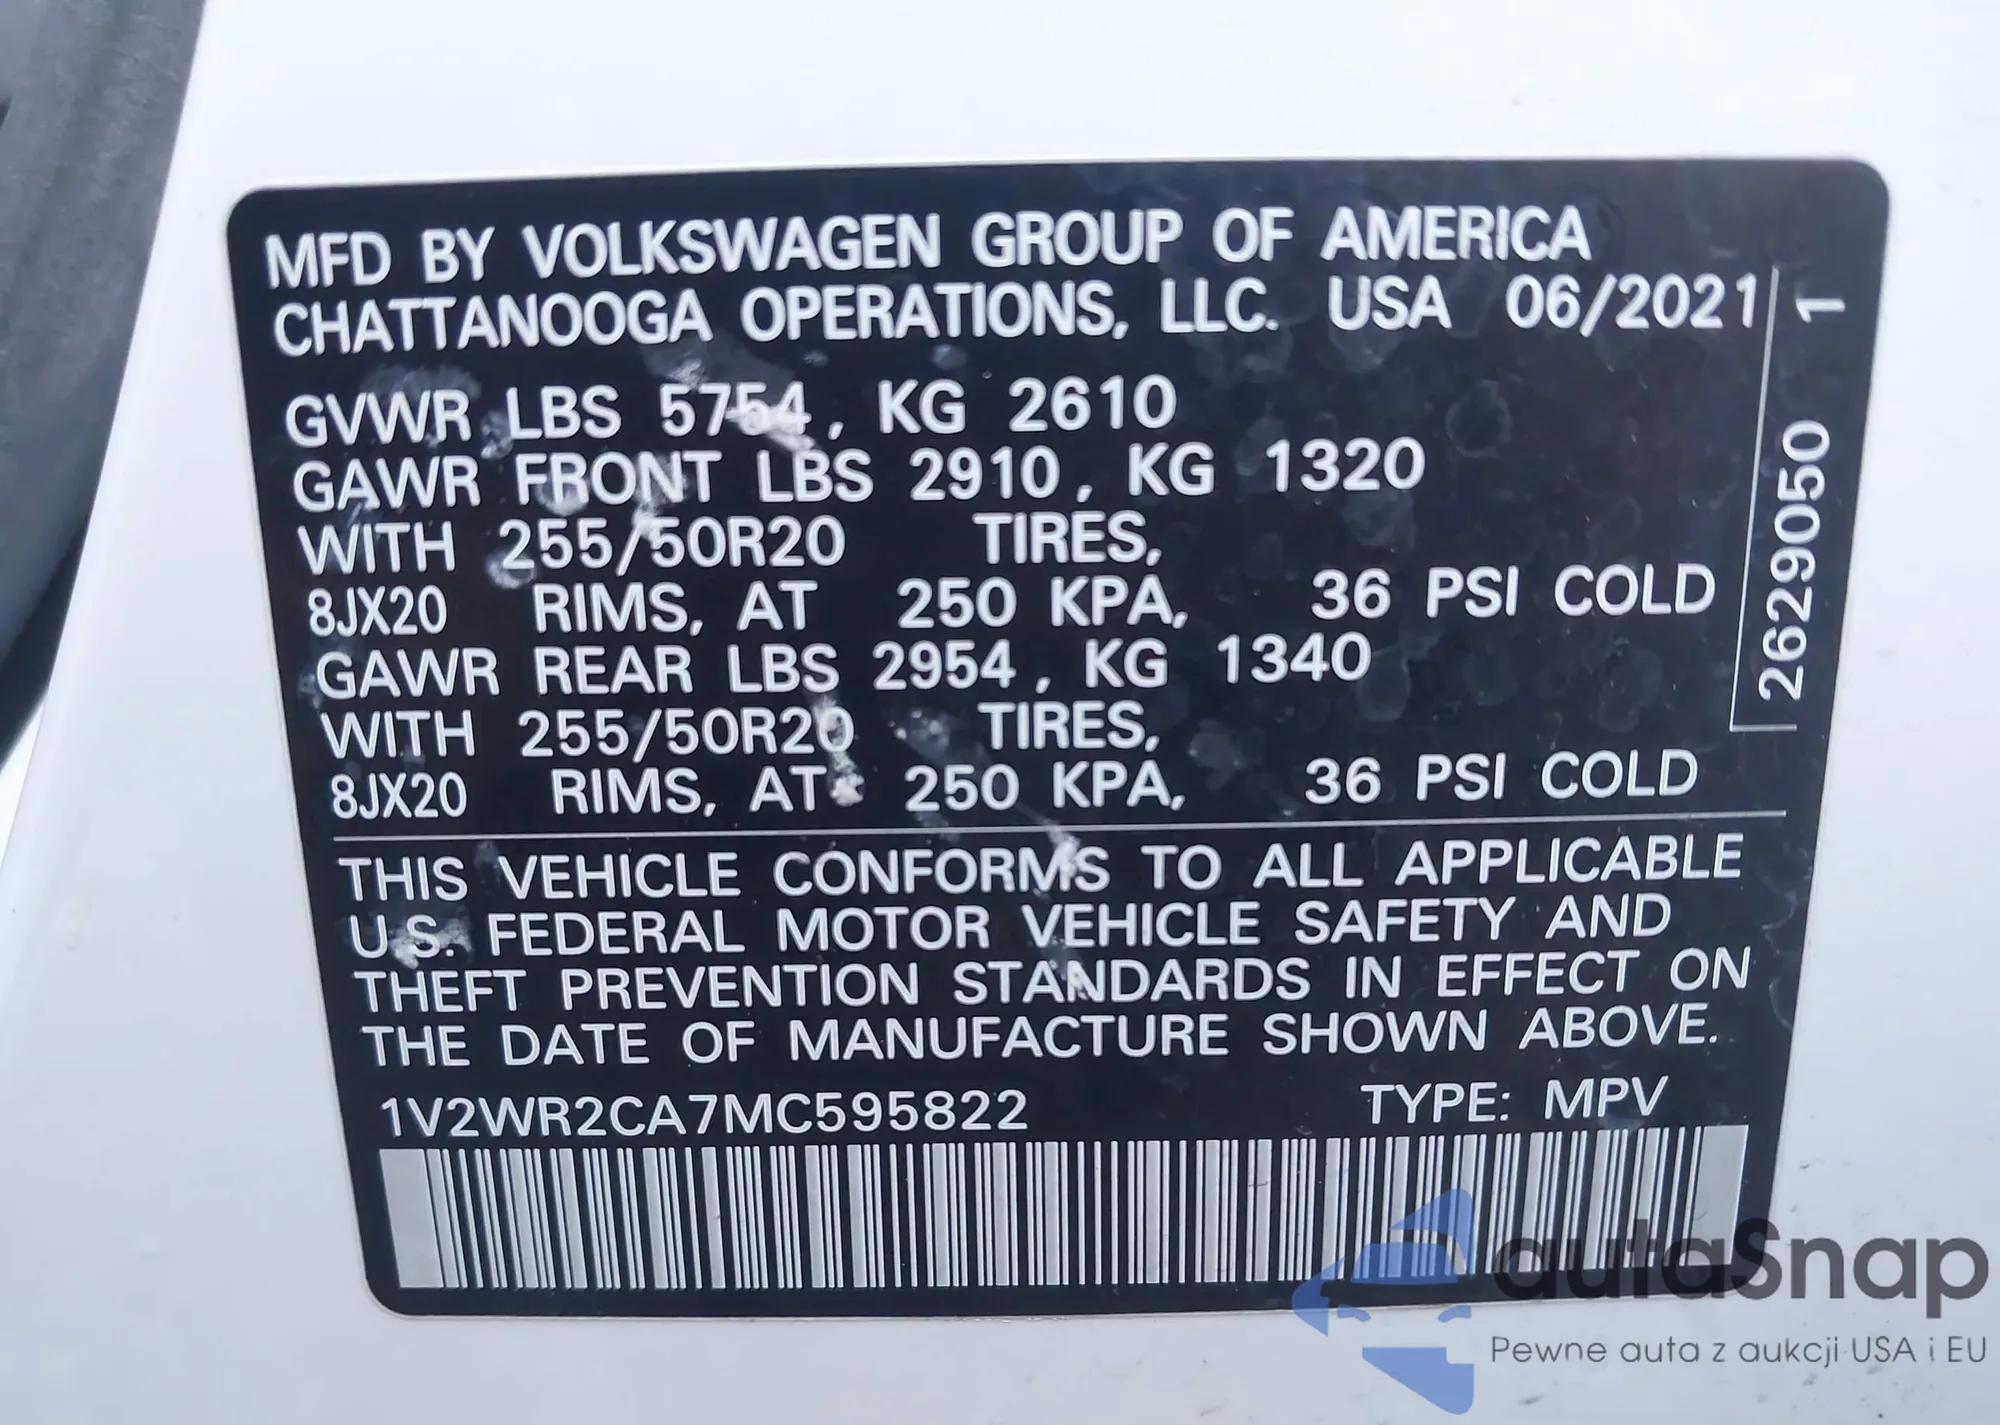 MFD BY VOLKSWAGEN GROUP OF AMERICA
CHATTANOOGA OPERATIONS, LLC. USA 06/2021
GVWR LBS 5754, KG 2610
GAWR FRONT LBS 2910, KG 1320
WITH 255/50R20 TIRES,
8JX20 RIMS, AT 250 KPA, 36 PSI COLD
GAWR REAR LBS 2954, KG 1340
WITH 255/50R20 TIRES,
8JX20 RIMS, AT 250 KPA, 36 PSI COLD
26290050 1
THIS VEHICLE CONFORMS TO ALL APPLICABLE
U.S. FEDERAL MOTOR VEHICLE SAFETY AND
THEFT PREVENTION STANDARDS IN EFFECT ON
THE DATE OF MANUFACTURE SHOWN ABOVE.
1V2WR2CA7MC595822 TYPE: MPV
autaSnap
Pewne auta z aukcji USA i EU